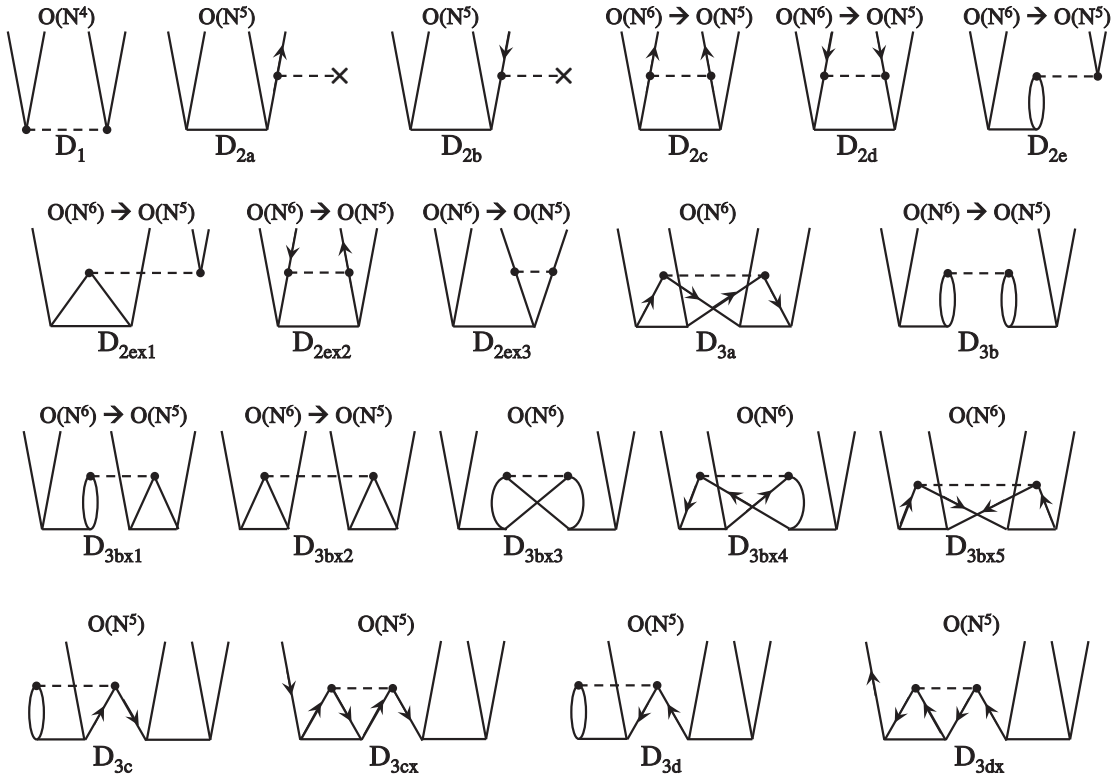 O(N⁴) O(N⁵) O(N⁵) O(N⁶) → O(N⁵) O(N⁶) → O(N⁵) O(N⁶) → O(N⁵)
D₁ D₂ₐ D₂b D₂c D₂d D₂ₑ
O(N⁶) → O(N⁵) O(N⁶) → O(N⁵) O(N⁶) → O(N⁵) O(N⁶) O(N⁶) → O(N⁵)
D₂ₑₓ₁ D₂ₑₓ₂ D₂ₑₓ₃ D₃ₐ D₃b
O(N⁶) → O(N⁵) O(N⁶) → O(N⁵) O(N⁶) O(N⁶) O(N⁶)
D₃bₓ₁ D₃bₓ₂ D₃bₓ₃ D₃bₓ₄ D₃bₓ₅
O(N⁵) O(N⁵) O(N⁵) O(N⁵)
D₃c D₃cₓ D₃d D₃dₓ